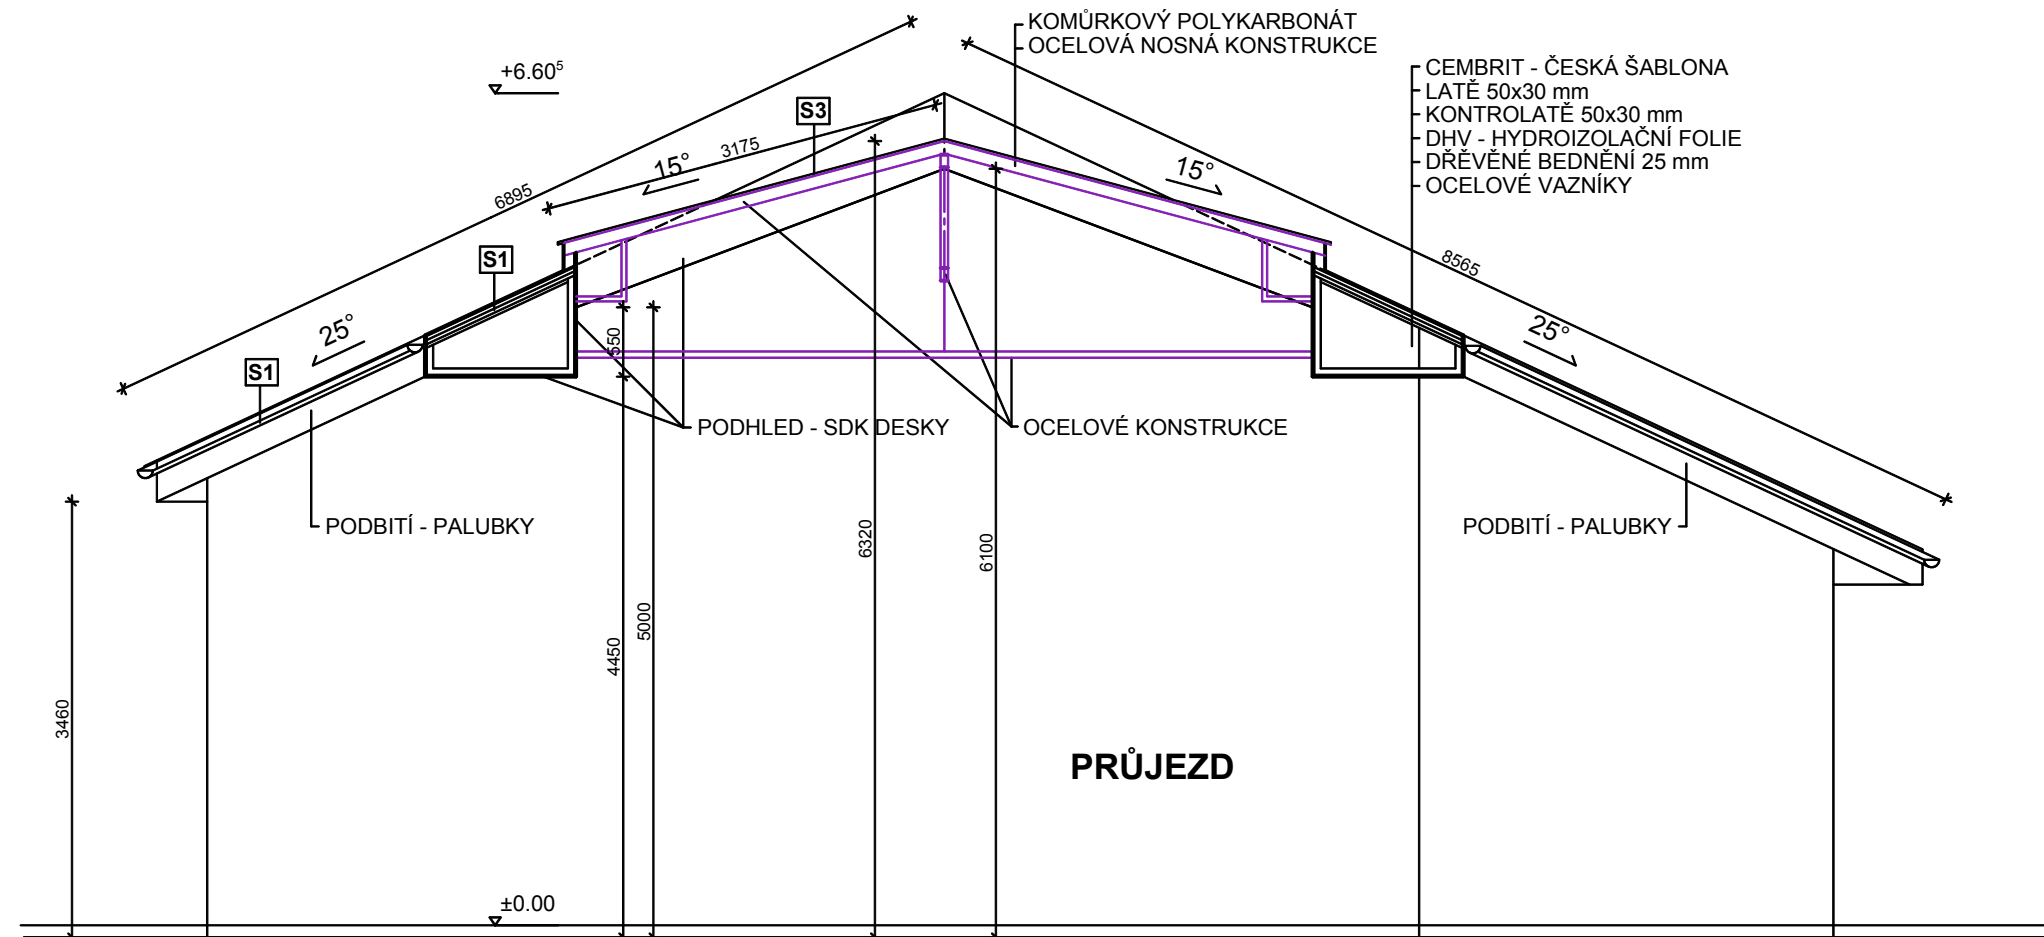 KOMŮRKOVÝ POLYKARBONÁT
OCELOVÁ NOSNÁ KONSTRUKCE
+6.60⁵
CEMBRIT - ČESKÁ ŠABLONA
LATĚ 50x30 mm
KONTROLATĚ 50x30 mm
DHV - HYDROIZOLAČNÍ FOLIE
DŘĚVĚNÉ BEDNĚNÍ 25 mm
OCELOVÉ VAZNÍKY
S3
3175
15°
15°
6895
8565
S1
25°
25°
550
S1
PODHLED - SDK DESKY
OCELOVÉ KONSTRUKCE
PODBITÍ - PALUBKY
PODBITÍ - PALUBKY
6320
6100
5000
4450
3460
PRŮJEZD
±0.00